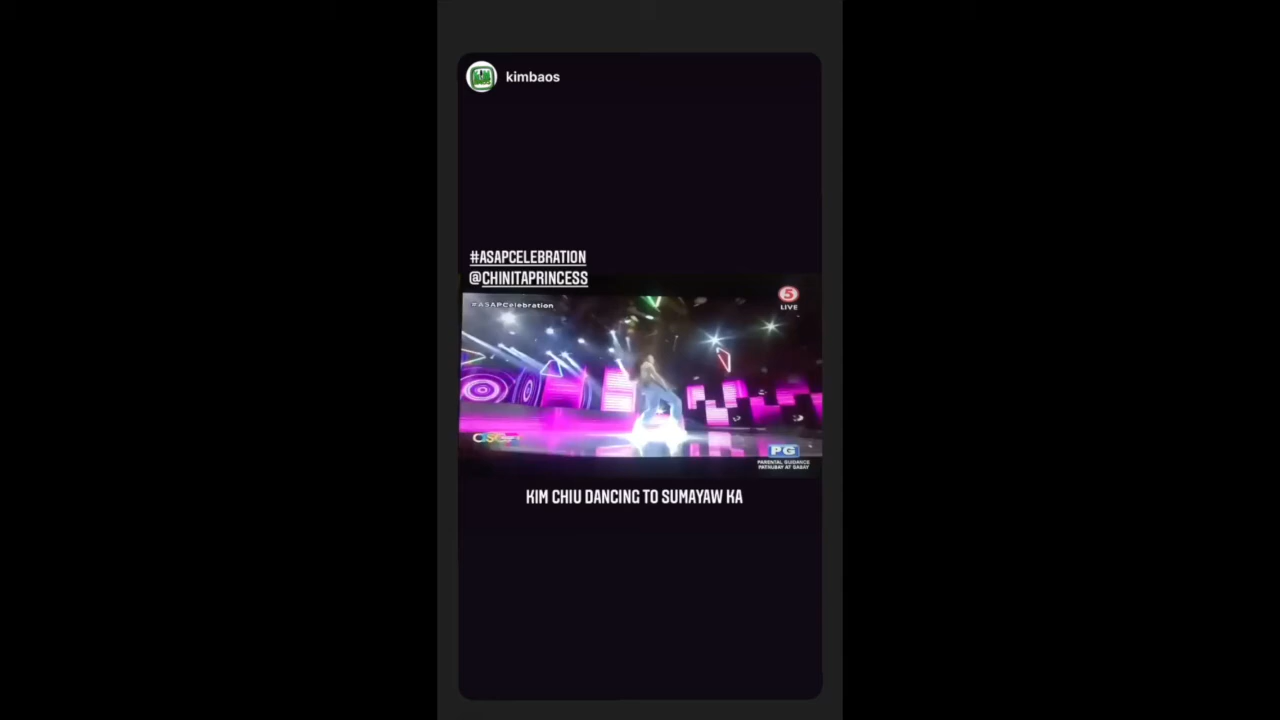 kimbaos
#ASAPCELEBRATION
@CHINITAPRINCESS
#ASAPCelebration
5
LIVE
PG
PARENTAL GUIDANCE
PATNUBAY AT GABAY
KIM CHIU DANCING TO SUMAYAW KA